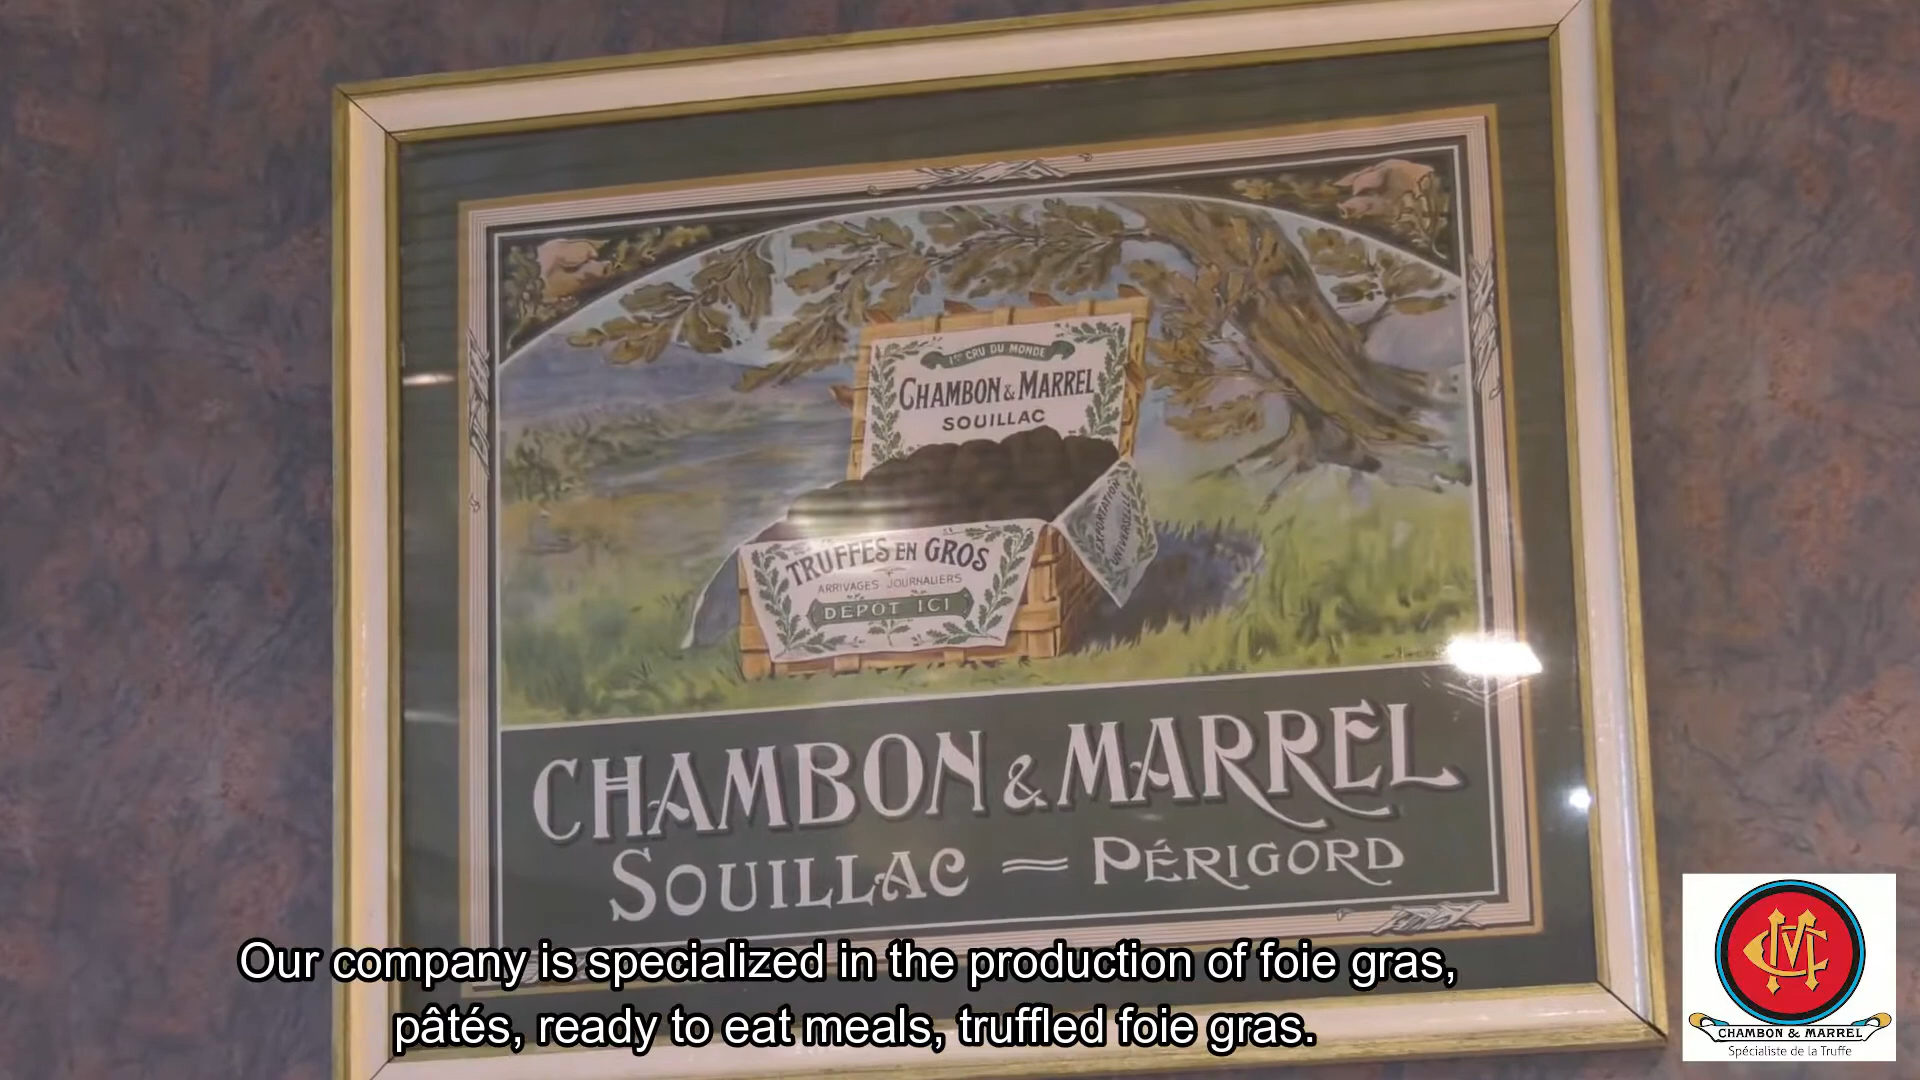 1er CRU DU MONDE
CHAMBON & MARREL
SOUILLAC
EXPORTATION
UNIVERSELLE
TRUFFES EN GROS
ARRIVAGES JOURNALIERS
DEPOT ICI
CHAMBON & MARREL
SOUILLAC = PÉRIGORD
Our company is specialized in the production of foie gras,
pâtés, ready to eat meals, truffled foie gras.
CM
CHAMBON & MARREL
Spécialiste de la Truffe